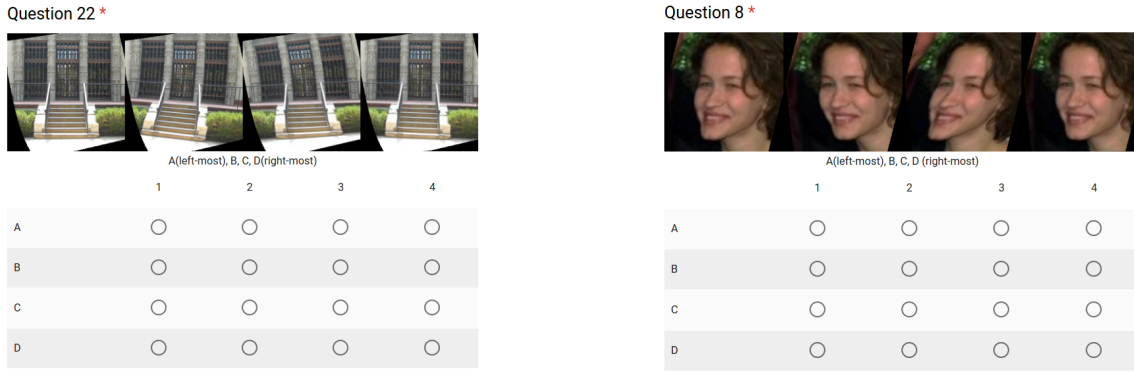 Question 22 *
A(left-most), B, C, D(right-most)
1 2 3 4
A
B
C
D
Question 8 *
A(left-most), B, C, D (right-most)
1 2 3 4
A
B
C
D